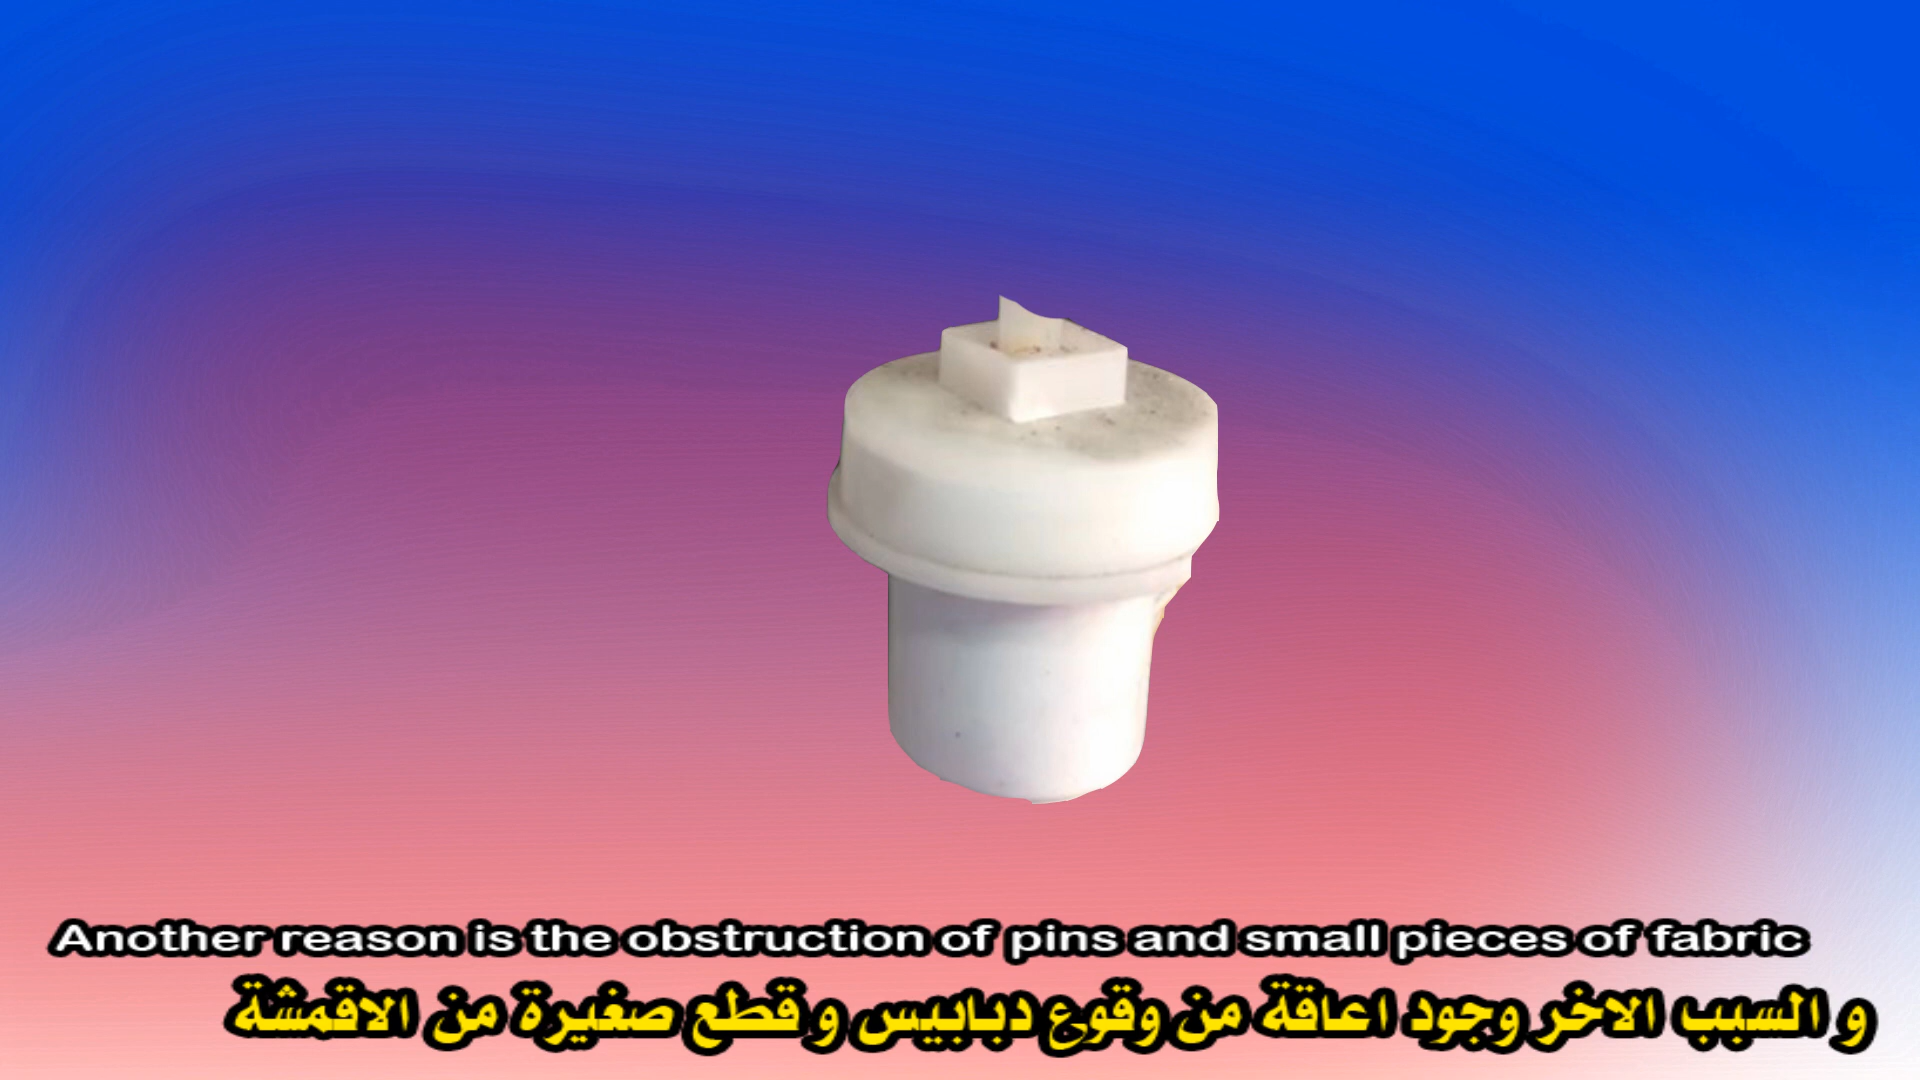 Another reason is the obstruction of pins and small pieces of fabric
و السبب الاخر وجود اعاقة من وقوع دبابيس و قطع صغيرة من الاقمشة